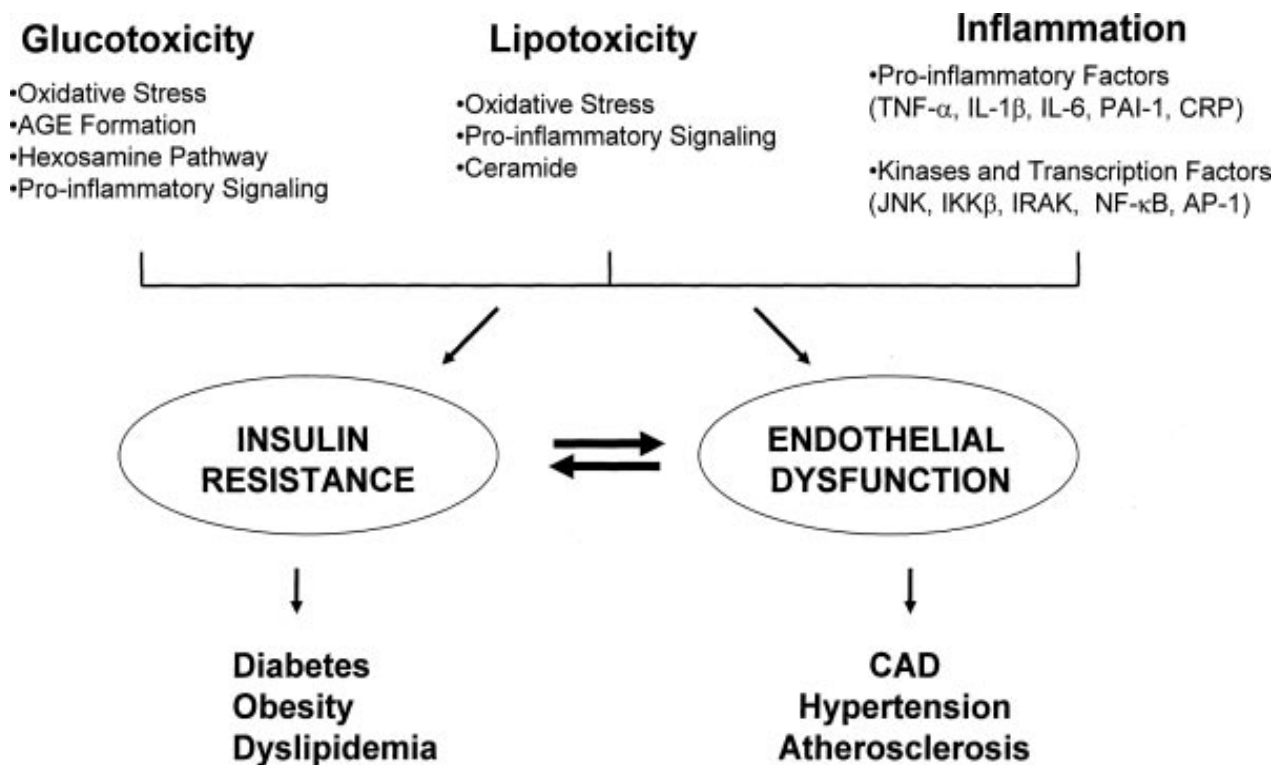 Glucotoxicity
•Oxidative Stress
•AGE Formation
•Hexosamine Pathway
•Pro-inflammatory Signaling
Lipotoxicity
•Oxidative Stress
•Pro-inflammatory Signaling
•Ceramide
Inflammation
•Pro-inflammatory Factors
(TNF-α, IL-1β, IL-6, PAI-1, CRP)
•Kinases and Transcription Factors
(JNK, IKKβ, IRAK, NF-κB, AP-1)
INSULIN
RESISTANCE
ENDOTHELIAL
DYSFUNCTION
Diabetes
Obesity
Dyslipidemia
CAD
Hypertension
Atherosclerosis